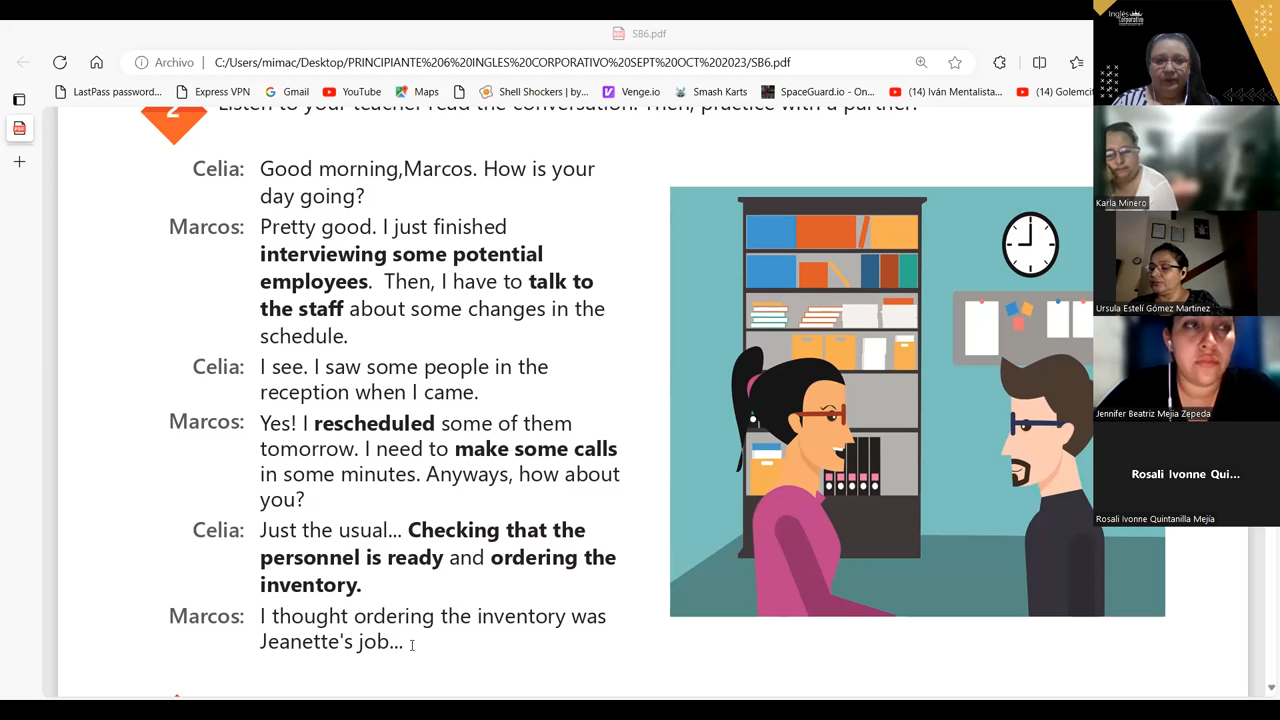 SB6.pdf
Archivo
C:/Users/mimac/Desktop/PRINCIPIANTE%206%20INGLES%20CORPORATIVO%20SEPT%20OCT%202023/SB6.pdf
LastPass password...
Express VPN
Gmail
YouTube
Maps
Shell Shockers | by...
Venge.io
Smash Karts
SpaceGuard.io - On...
(14) Iván Mentalista...
(14) Golemcit
2
Listen to your teacher read the conversation. Then, practice with a partner.
Celia: Good morning,Marcos. How is your
day going?
Marcos: Pretty good. I just finished
interviewing some potential
employees. Then, I have to talk to
the staff about some changes in the
schedule.
Celia: I see. I saw some people in the
reception when I came.
Marcos: Yes! I rescheduled some of them
tomorrow. I need to make some calls
in some minutes. Anyways, how about
you?
Celia: Just the usual... Checking that the
personnel is ready and ordering the
inventory.
Marcos: I thought ordering the inventory was
Jeanette's job...
Inglés
Corporativo
Karla Minero
Ursula Estelí Gómez Martinez
Jennifer Beatriz Mejia Zepeda
Rosali Ivonne Qui...
Rosali Ivonne Quintanilla Mejía